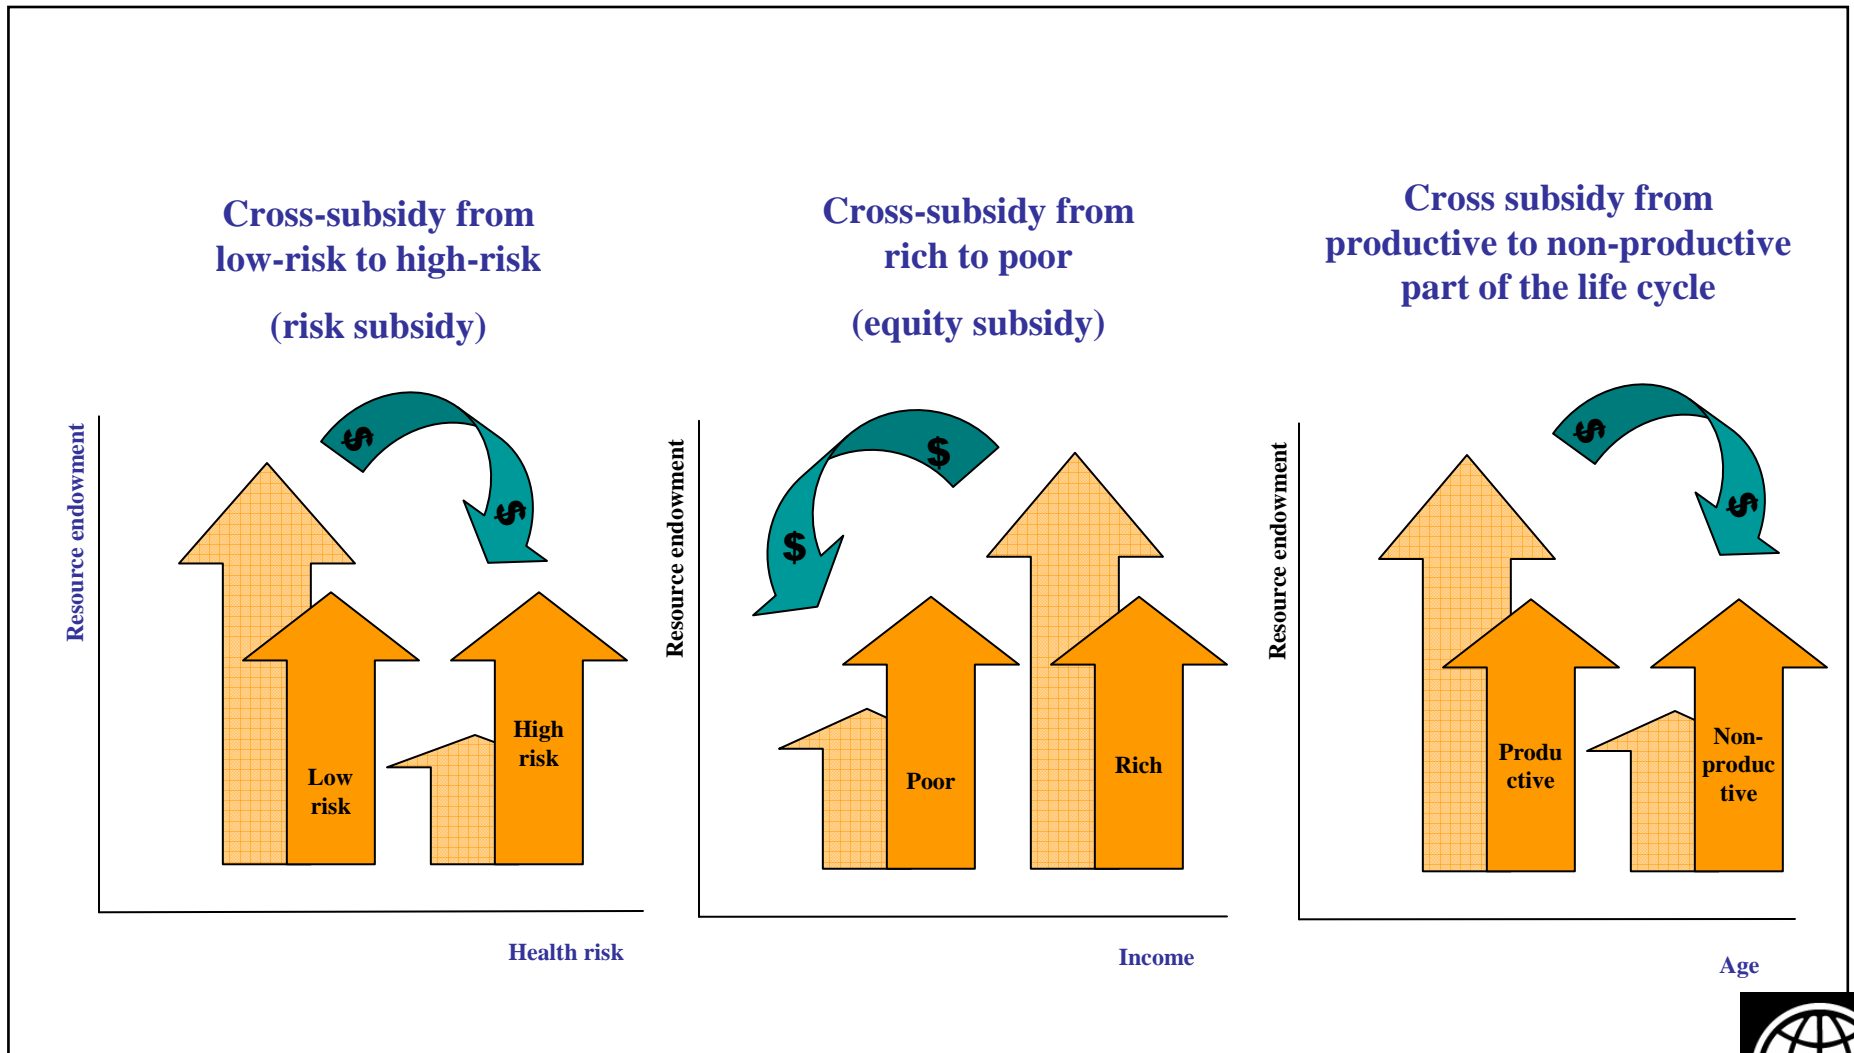 Cross-subsidy from
low-risk to high-risk
(risk subsidy)
Resource endowment
$
$
Low
risk
High
risk
Health risk
Cross-subsidy from
rich to poor
(equity subsidy)
Resource endowment
$
$
Poor
Rich
Income
Cross subsidy from
productive to non-productive
part of the life cycle
Resource endowment
$
$
Produ
ctive
Non-
produc
tive
Age